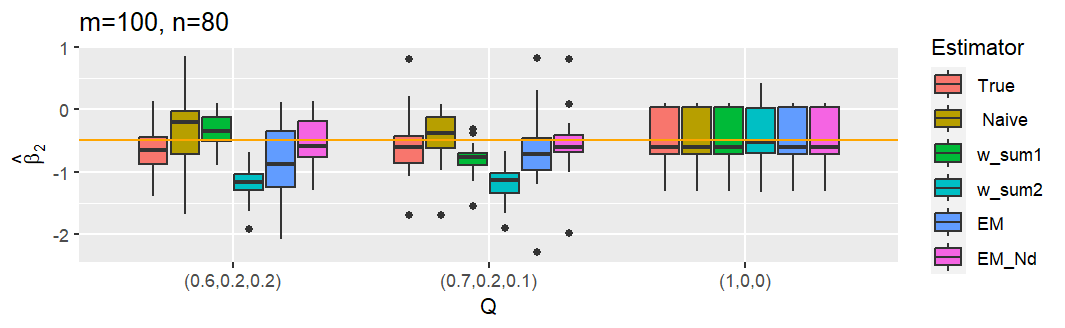 m=100, n=80
β̂₂
1
0
-1
-2
(0.6,0.2,0.2)
(0.7,0.2,0.1)
(1,0,0)
Q
Estimator
True
Naive
w_sum1
w_sum2
EM
EM_Nd